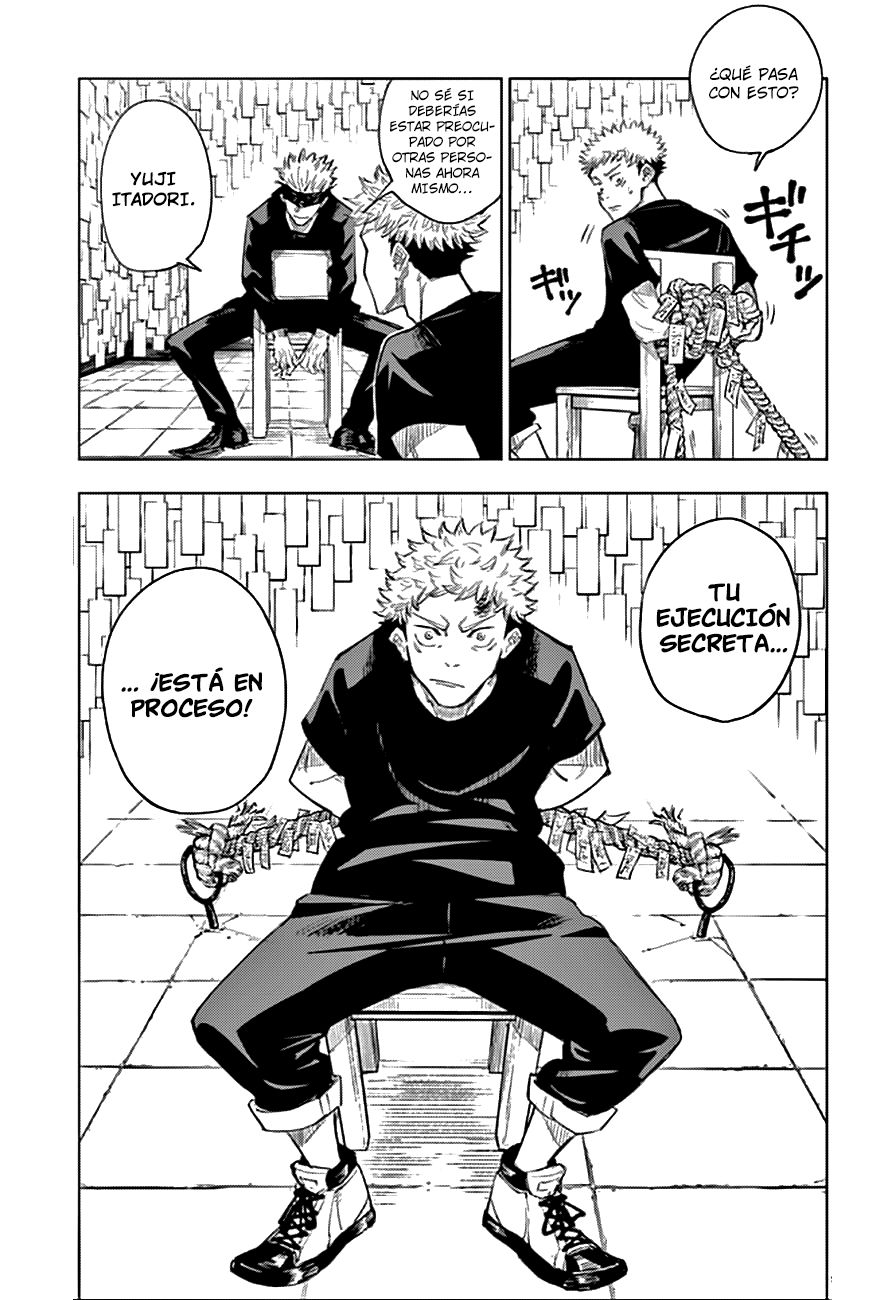 ¿QUÉ PASA
CON ESTO?
ギッ
ギチッ
NO SÉ SI
DEBERÍAS
ESTAR PREOCU-
PADO POR
OTRAS PERSO-
NAS AHORA
MISMO...
YUJI
ITADORI.
TU
EJECUCIÓN
SECRETA...
... ¡ESTÁ EN
PROCESO!